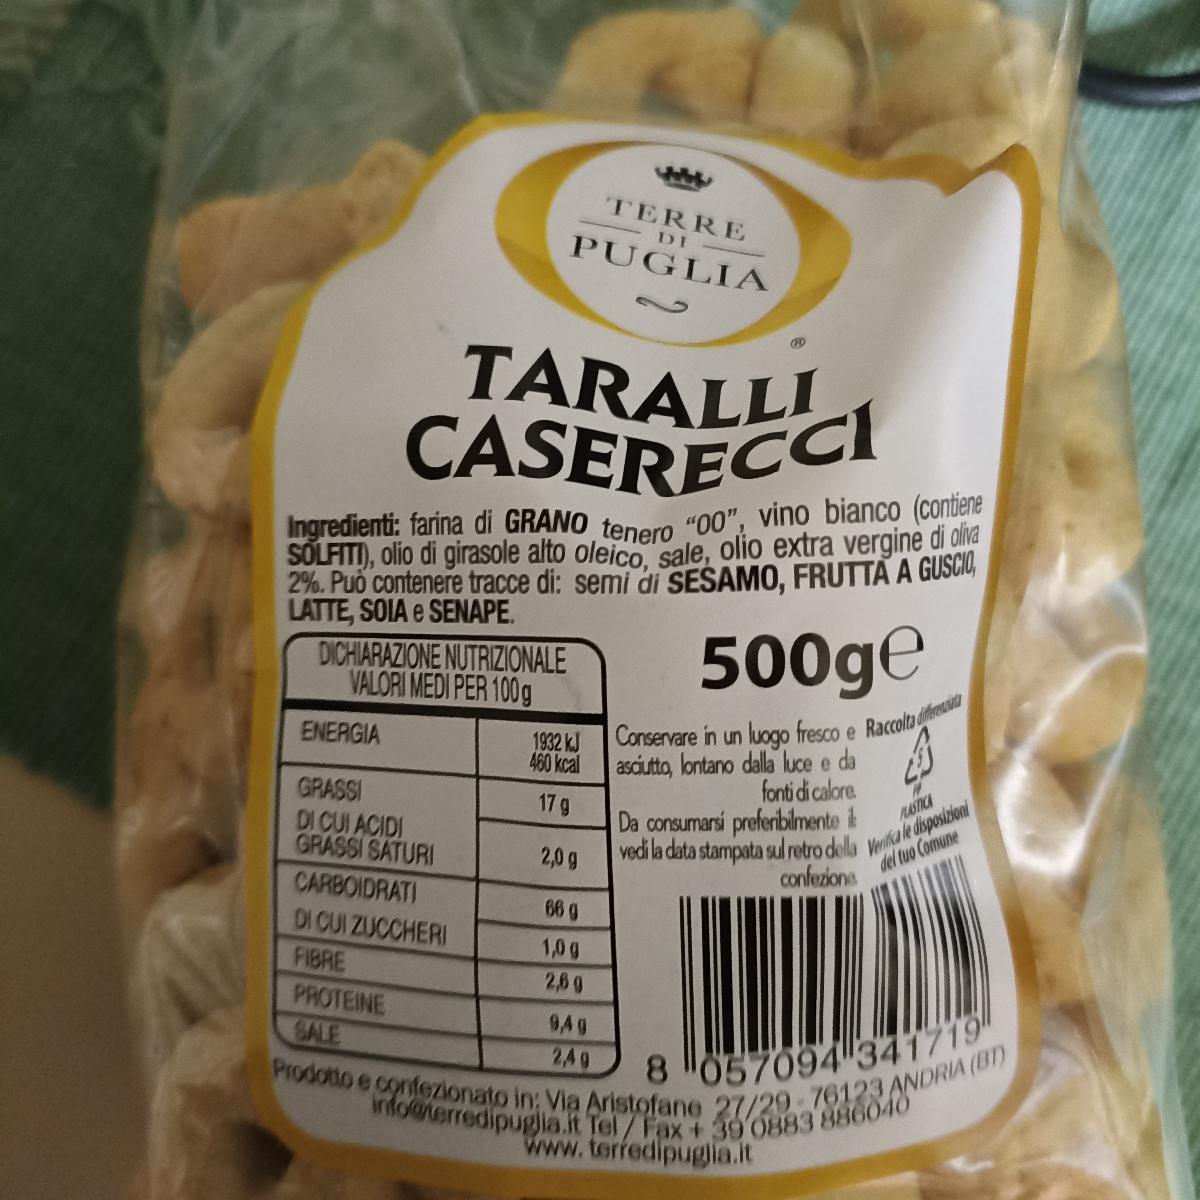 TERRE
DI
PUGLIA
®
TARALLI
CASERECCI
Ingredienti: farina di GRANO tenero "00", vino bianco (contiene
SOLFITI), olio di girasole alto oleico, sale, olio extra vergine di oliva
2%. Può contenere tracce di: semi di SESAMO, FRUTTA A GUSCIO,
LATTE, SOIA e SENAPE.
DICHIARAZIONE NUTRIZIONALE
VALORI MEDI PER 100g
ENERGIA 1932 kJ
460 kcal
GRASSI 17 g
DI CUI ACIDI
GRASSI SATURI 2,0 g
CARBOIDRATI 66 g
DI CUI ZUCCHERI 1,0 g
FIBRE 2,6 g
PROTEINE 9,4 g
SALE 2,4 g
500g℮
Conservare in un luogo fresco e
asciutto, lontano dalla luce e da
fonti di calore.
Da consumarsi preferibilmente il:
vedi la data stampata sul retro della
confezione.
Raccolta differenziata
5
PP
PLASTICA
Verifica le disposizioni
del tuo Comune
8 057094 341719
Prodotto e confezionato in: Via Aristofane 27/29 - 76123 ANDRIA (BT)
info@terredipuglia.it Tel / Fax + 39 0883 886040
www. terredipuglia.it